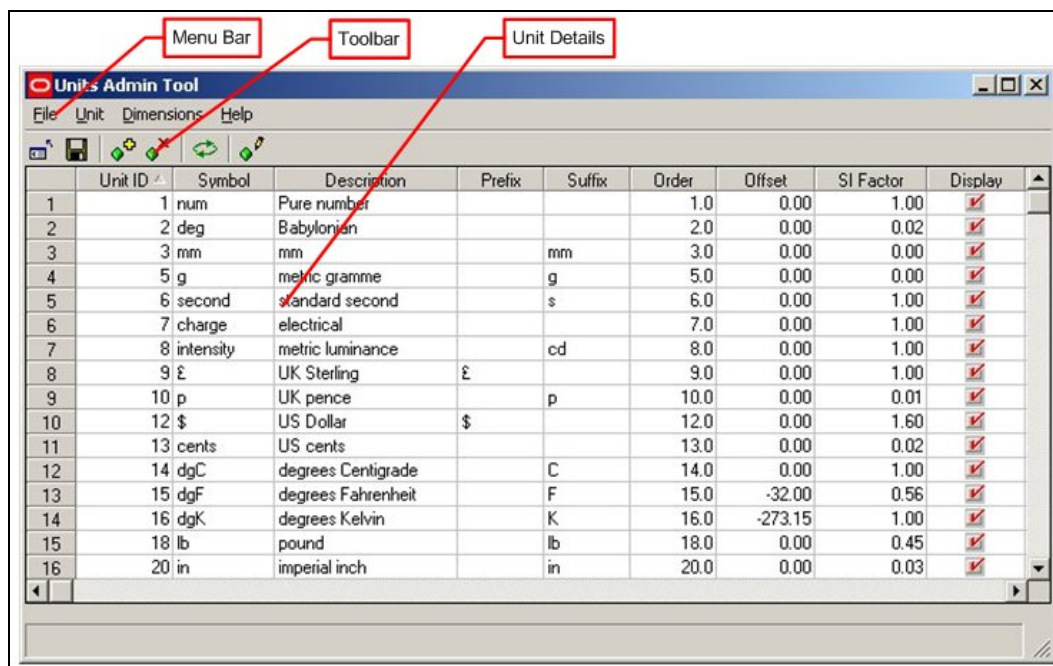 Menu Bar Toolbar Unit Details
Units Admin Tool
File Unit Dimensions Help
Unit ID Symbol Description Prefix Suffix Order Offset SI Factor Display
1 1 num Pure number 1.0 0.00 1.00
2 2 deg Babylonian 2.0 0.00 0.02
3 3 mm mm mm 3.0 0.00 0.00
4 5 g metric gramme g 5.0 0.00 0.00
5 6 second standard second s 6.0 0.00 1.00
6 7 charge electrical 7.0 0.00 1.00
7 8 intensity metric luminance cd 8.0 0.00 1.00
8 9 £ UK Sterling £ 9.0 0.00 1.00
9 10 p UK pence p 10.0 0.00 0.01
10 12 $ US Dollar $ 12.0 0.00 1.60
11 13 cents US cents 13.0 0.00 0.02
12 14 dgC degrees Centigrade C 14.0 0.00 1.00
13 15 dgF degrees Fahrenheit F 15.0 -32.00 0.56
14 16 dgK degrees Kelvin K 16.0 -273.15 1.00
15 18 lb pound lb 18.0 0.00 0.45
16 20 in imperial inch in 20.0 0.00 0.03